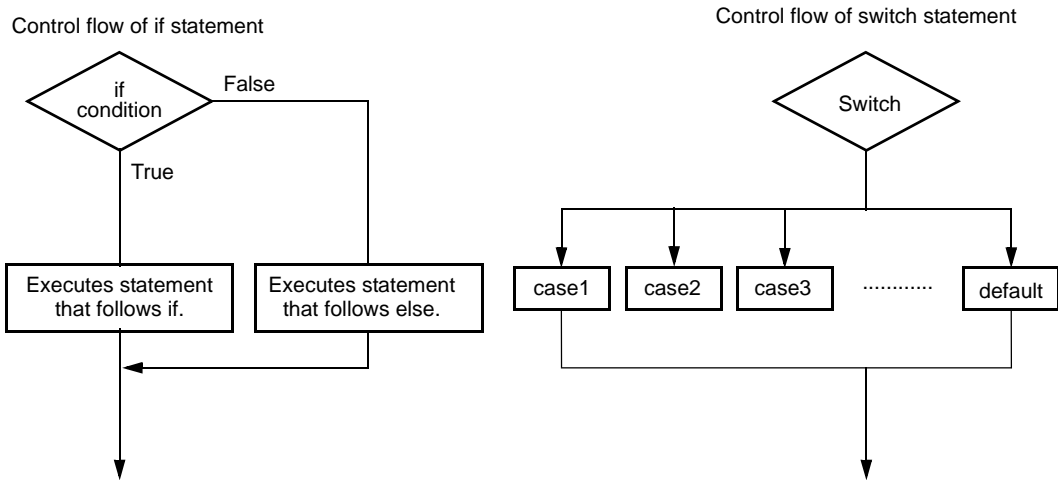 Control flow of if statement
if
condition
False
True
Executes statement
that follows if.
Executes statement
that follows else.
Control flow of switch statement
Switch
case1
case2
case3
............
default